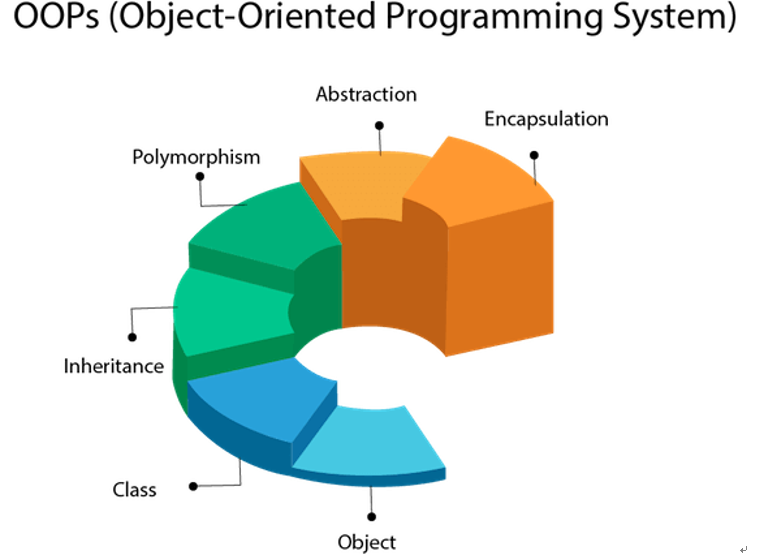 OOPs (Object-Oriented Programming System)
Abstraction
Encapsulation
Polymorphism
Inheritance
Class
Object